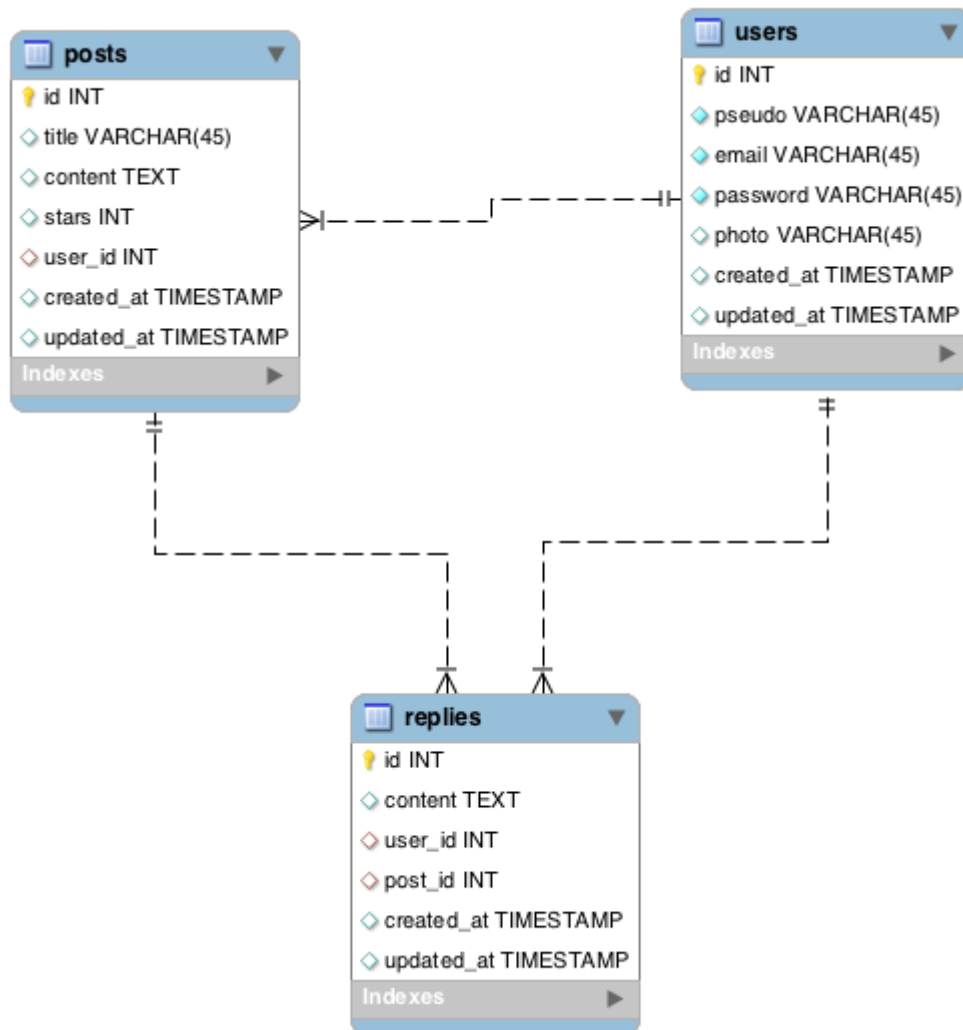 posts
id INT
title VARCHAR(45)
content TEXT
stars INT
user_id INT
created_at TIMESTAMP
updated_at TIMESTAMP
Indexes
users
id INT
pseudo VARCHAR(45)
email VARCHAR(45)
password VARCHAR(45)
photo VARCHAR(45)
created_at TIMESTAMP
updated_at TIMESTAMP
Indexes
replies
id INT
content TEXT
user_id INT
post_id INT
created_at TIMESTAMP
updated_at TIMESTAMP
Indexes